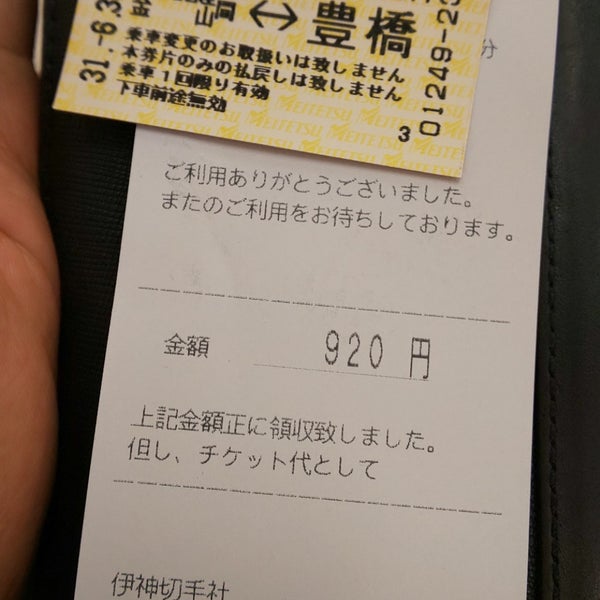 金山 ↔ 豊橋
31.-6.3
乗車変更のお取扱いは致しません
本券片のみの払戻しは致しません
乗車1回限り有効
下車前途無効
3
01249-23
分
ご利用ありがとうございました。
またのご利用をお待ちしております。
金額 920 円
上記金額正に領収致しました。
但し、チケット代として
伊神切手社